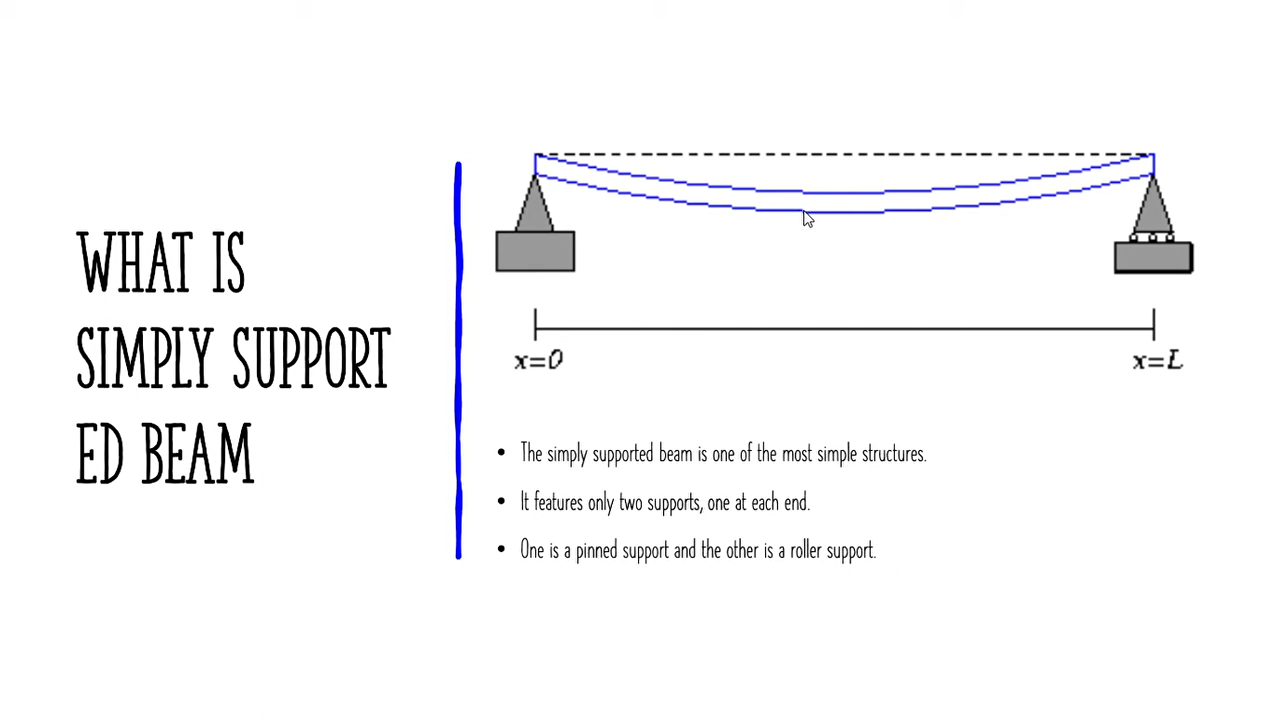 WHAT IS
SIMPLY SUPPORT
ED BEAM
x=0
x=L
• The simply supported beam is one of the most simple structures.
• It features only two supports, one at each end.
• One is a pinned support and the other is a roller support.